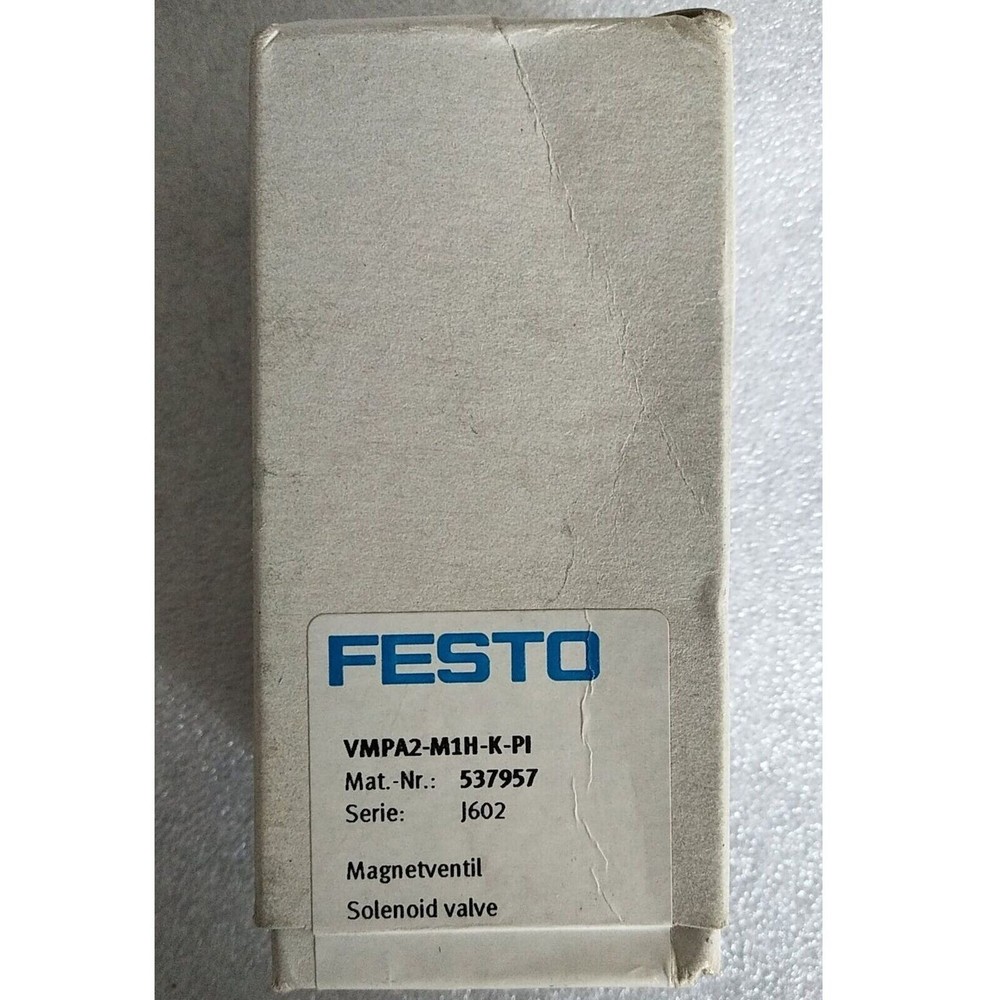 FESTO
VMPA2-M1H-K-PI
Mat.-Nr.: 537957
Serie: J602
Magnetventil
Solenoid valve